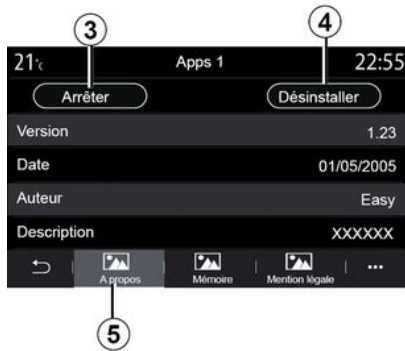 3
4
21°c Apps 1 22:55
Arrêter Désinstaller
Version 1.23
Date 01/05/2005
Auteur Easy
Description XXXXXX
A propos Mémoire Mention légale ...
5